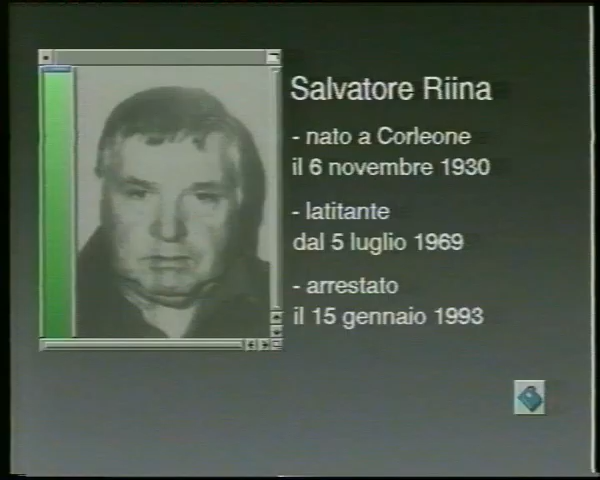 Salvatore Riina
- nato a Corleone
il 6 novembre 1930
- latitante
dal 5 luglio 1969
- arrestato
il 15 gennaio 1993